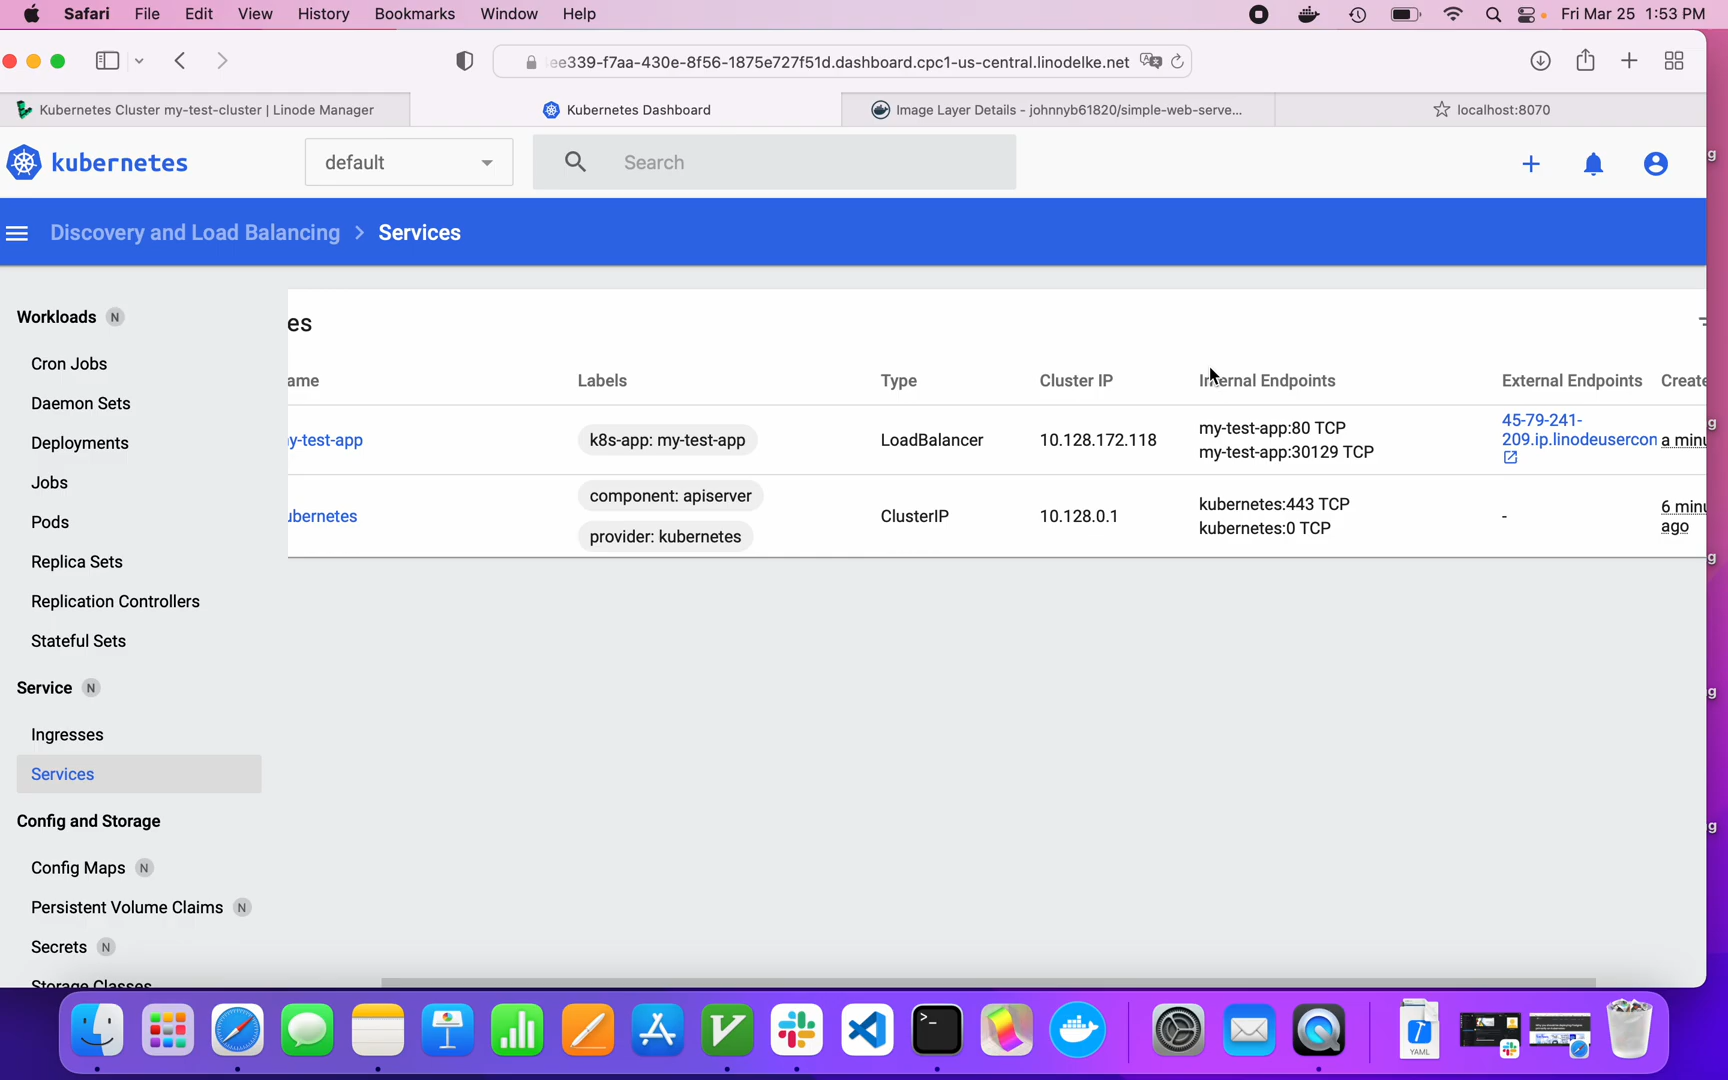 Safari File Edit View History Bookmarks Window Help Fri Mar 25 1:53 PM
ee339-f7aa-430e-8f56-1875e727f51d.dashboard.cpc1-us-central.linodelke.net
Kubernetes Cluster my-test-cluster | Linode Manager
Kubernetes Dashboard
Image Layer Details - johnnyb61820/simple-web-serve...
localhost:8070
kubernetes
default
Search
Discovery and Load Balancing > Services
Workloads N
Cron Jobs
Daemon Sets
Deployments
Jobs
Pods
Replica Sets
Replication Controllers
Stateful Sets
Service N
Ingresses
Services
Config and Storage
Config Maps N
Persistent Volume Claims N
Secrets N
Storage Classes
es
ame Labels Type Cluster IP Internal Endpoints External Endpoints Create
y-test-app k8s-app: my-test-app LoadBalancer 10.128.172.118
my-test-app:80 TCP
my-test-app:30129 TCP
45-79-241-
209.ip.linodeusercon
a minu
ubernetes
component: apiserver
provider: kubernetes
ClusterIP 10.128.0.1
kubernetes:443 TCP
kubernetes:0 TCP
-
6 minu
ago
g
g
g
g
g
YAML